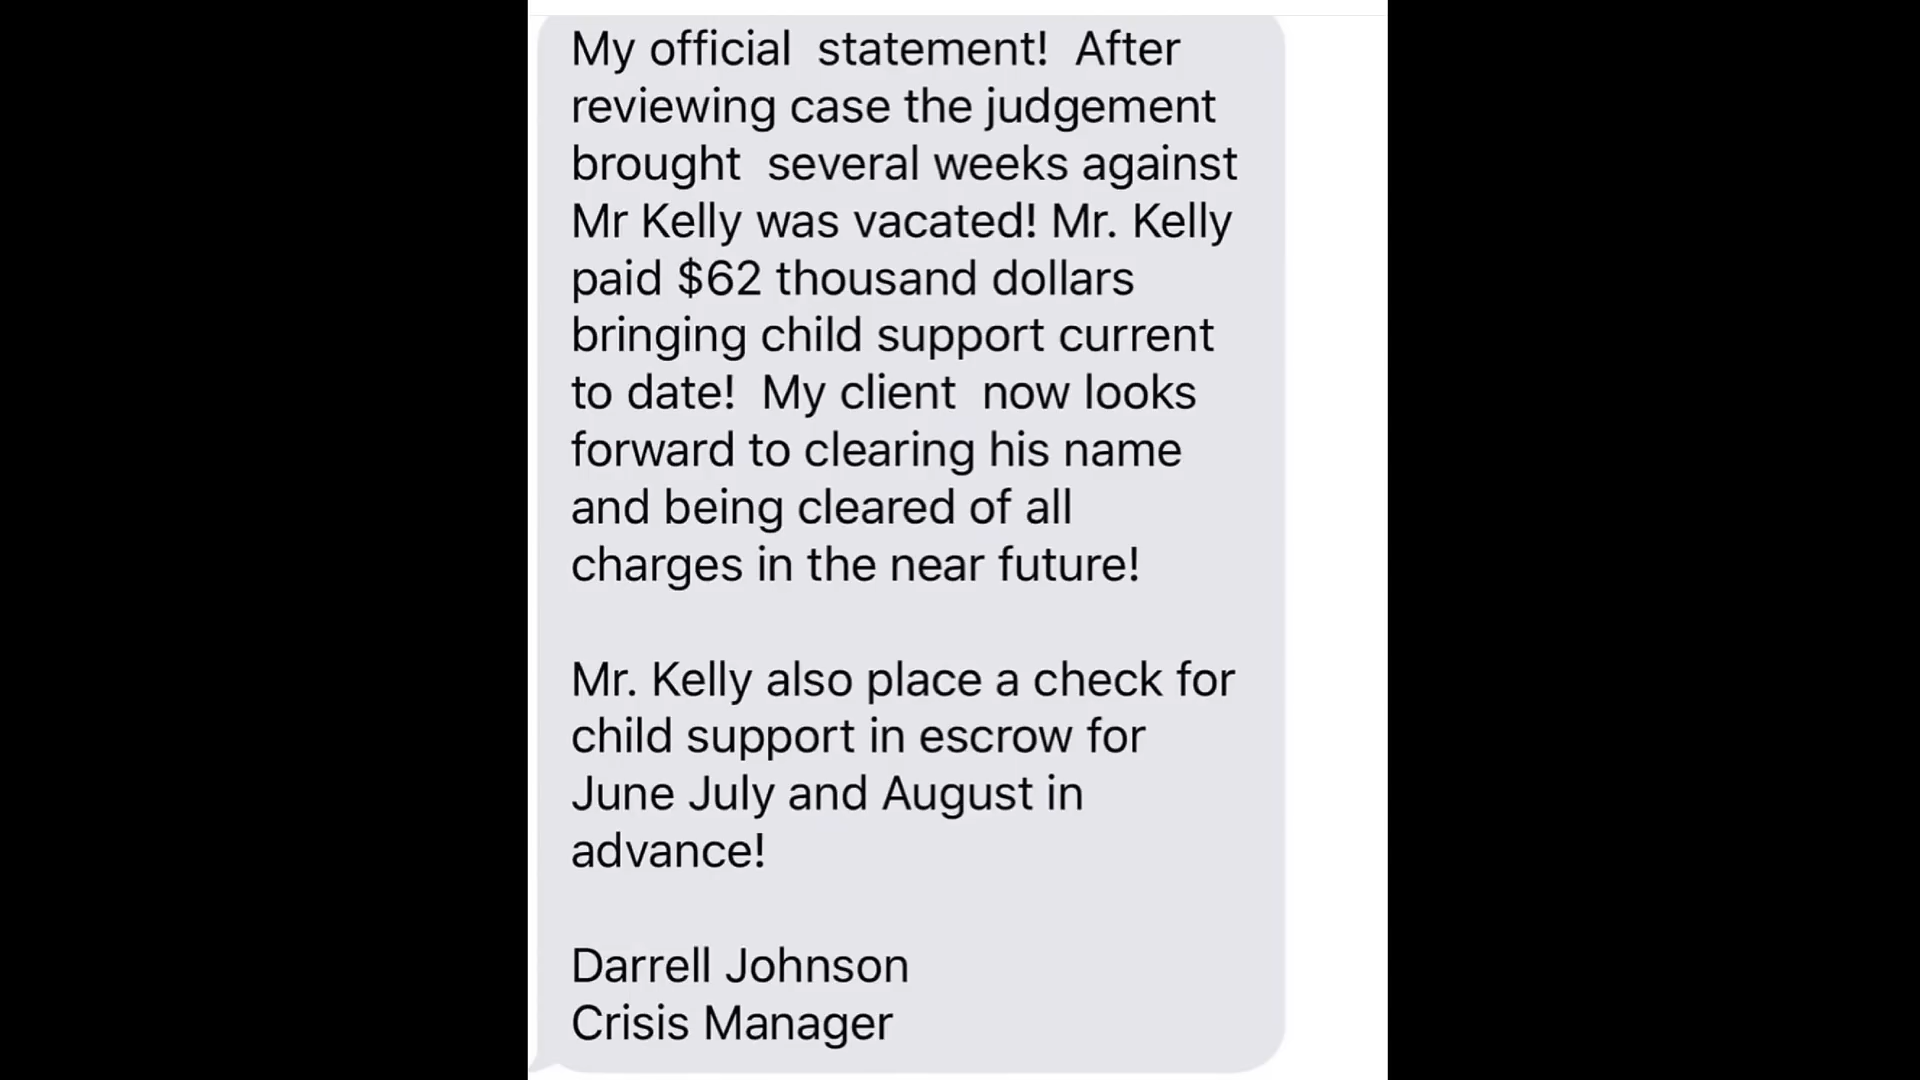 My official  statement!  After
reviewing case the judgement
brought  several weeks against
Mr Kelly was vacated! Mr. Kelly
paid $62 thousand dollars
bringing child support current
to date!  My client  now looks
forward to clearing his name
and being cleared of all
charges in the near future!
Mr. Kelly also place a check for
child support in escrow for
June July and August in
advance!
Darrell Johnson
Crisis Manager